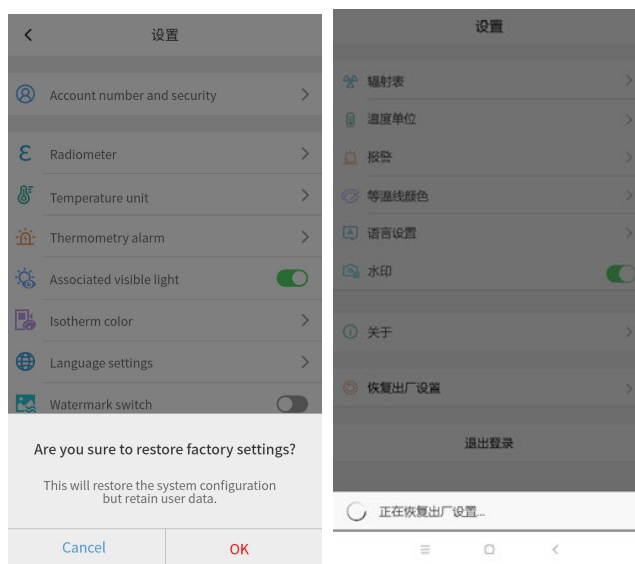 设置
Account number and security
Radiometer
Temperature unit
Thermometry alarm
Associated visible light
Isotherm color
Language settings
Watermark switch
Are you sure to restore factory settings?
This will restore the system configuration
but retain user data.
Cancel
OK
设置
辐射表
温度单位
报警
等温线颜色
语言设置
水印
关于
恢复出厂设置
退出登录
正在恢复出厂设置...